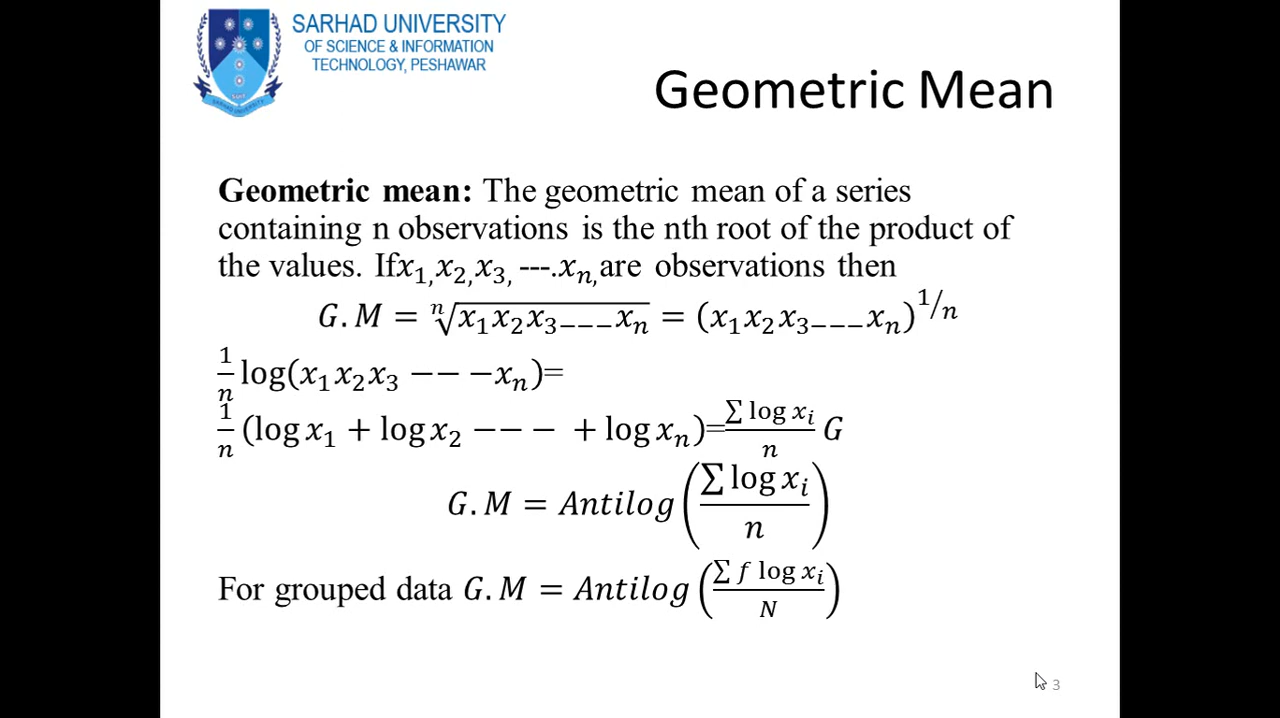 SARHAD UNIVERSITY
OF SCIENCE & INFORMATION
TECHNOLOGY, PESHAWAR
Geometric Mean
Geometric mean: The geometric mean of a series
containing n observations is the nth root of the product of
the values. Ifx₁,x₂,x₃, ---.xₙ,are observations then
G.M = ⁿ√x₁x₂x₃−−−xₙ = (x₁x₂x₃−−−xₙ)^1/n
1/n log(x₁x₂x₃ −− −xₙ)=
1/n (log x₁ + log x₂ −− − + log xₙ)=∑ log xᵢ/n G
G.M = Antilog(∑ log xᵢ/n)
For grouped data G.M = Antilog(∑ f log xᵢ/N)
3